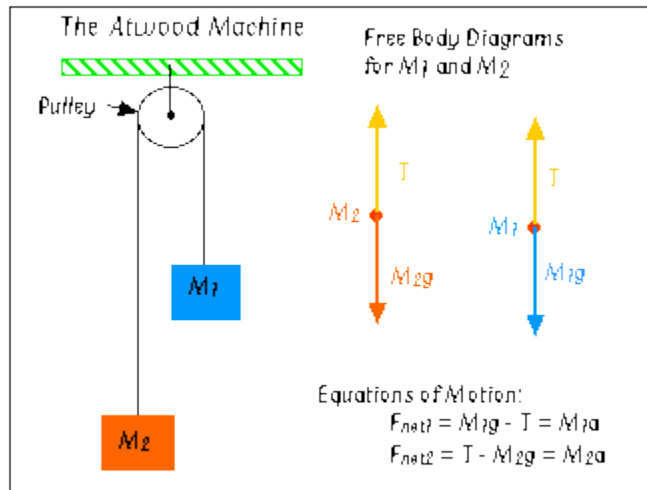 The Atwood Machine
Pulley
M1
M2
Free Body Diagrams
for M1 and M2
T
M2
M2g
T
M1
M1g
Equations of Motion:
Fnet1 = M1g - T = M1a
Fnet2 = T - M2g = M2a